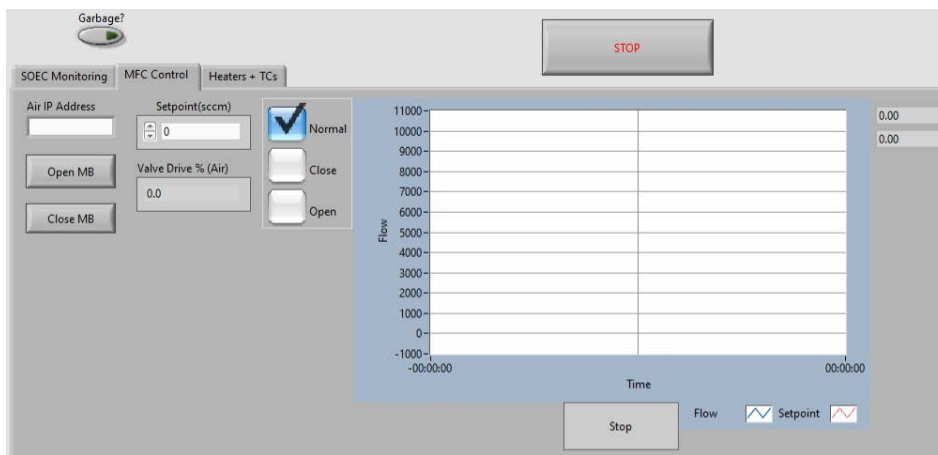 Garbage?
STOP
SOEC Monitoring
MFC Control
Heaters + TCs
Air IP Address
Setpoint(sccm)
0
Open MB
Valve Drive % (Air)
0.0
Close MB
Normal
Close
Open
11000
10000
9000
8000
7000
6000
5000
4000
3000
2000
1000
0
-1000
Flow
-00:00:00
00:00:00
Time
0.00
0.00
Stop
Flow
Setpoint